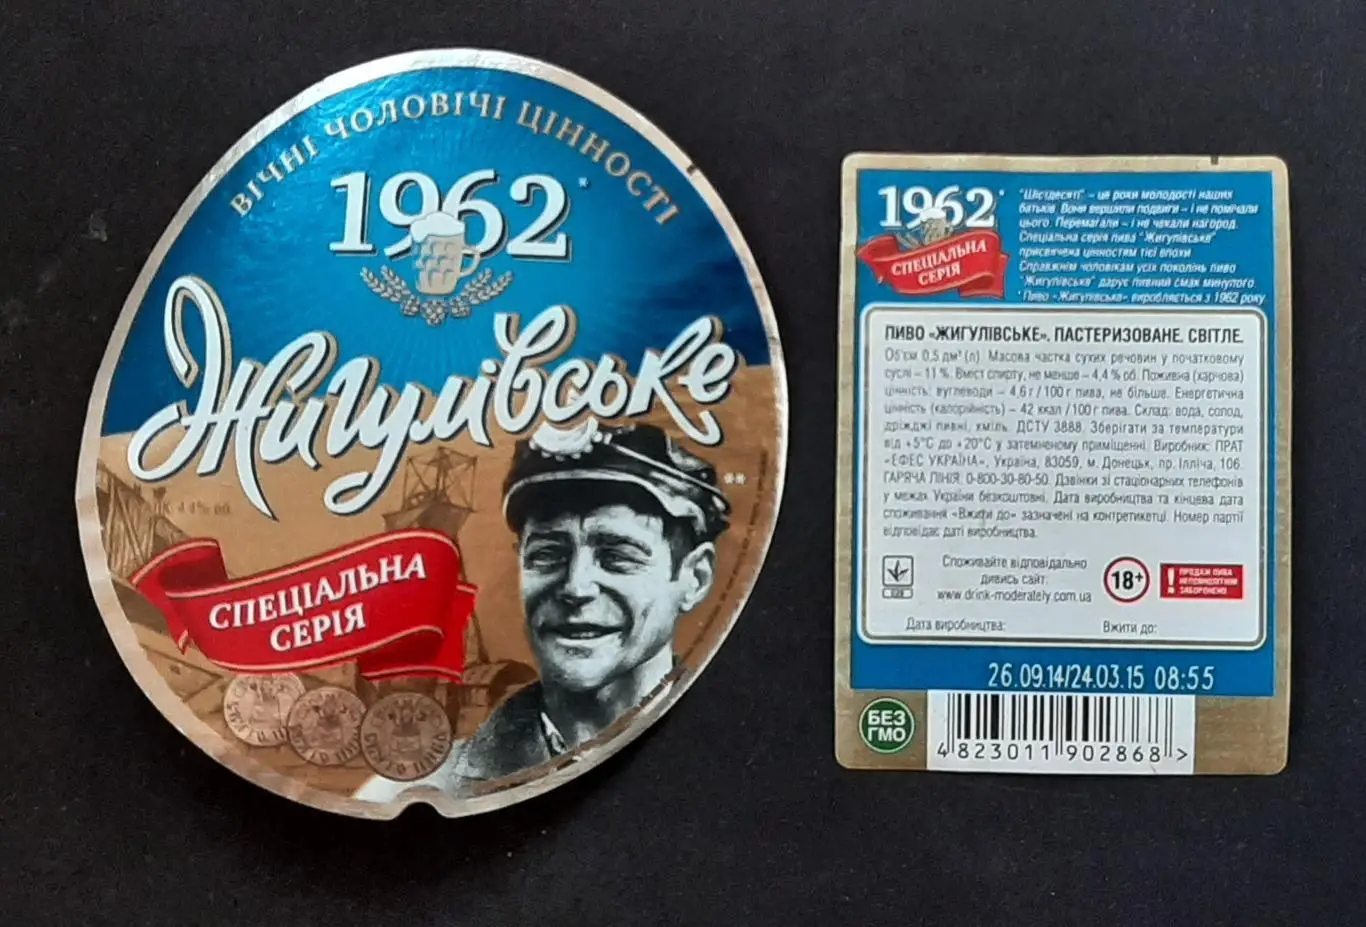 ВІЧНІ ЧОЛОВІЧІ ЦІННОСТІ
1962*
Жигулівське
**
АЛК. 4,4% об.
СПЕЦІАЛЬНА
СЕРІЯ
1962*
СПЕЦІАЛЬНА
СЕРІЯ
"Шістдесяті" – це роки молодості наших
батьків. Вони вершили подвиги – і не помічали
цього. Перемагали – і не чекали нагород.
Спеціальна серія пива "Жигулівське"
присвячена цінностям тієї епохи
Справжнім чоловікам усіх поколінь пиво
"Жигулівське" дарує пивний смак минулого.
* Пиво «Жигулівське» виробляється з 1962 року
ПИВО «ЖИГУЛІВСЬКЕ». ПАСТЕРИЗОВАНЕ. СВІТЛЕ.
Об'єм 0,5 дм³ (л). Масова частка сухих речовин у початковому
суслі – 11 %. Вміст спирту, не менше – 4,4 % об. Поживна (харчова)
цінність: вуглеводи – 4,6 г / 100 г пива, не більше. Енергетична
цінність (калорійність) – 42 ккал / 100 г пива. Склад: вода, солод,
дріжджі пивні, хміль. ДСТУ 3888. Зберігати за температури
від +5°С до +20°С у затемненому приміщенні. Виробник: ПРАТ
«ЕФЕС УКРАЇНА», Україна, 83059, м. Донецьк, пр. Ілліча, 106.
ГАРЯЧА ЛІНІЯ: 0-800-30-80-50. Дзвінки зі стаціонарних телефонів
у межах України безкоштовні. Дата виробництва та кінцева дата
споживання «Вжити до» зазначені на контретикетці. Номер партії
відповідає даті виробництва.
Споживайте відповідально
дивись сайт:
www.drink-moderately.com.ua
18+
! ПРОДАЖ ПИВА
НЕПОВНОЛІТНІМ
ЗАБОРОНЕНО
Дата виробництва: Вжити до:
26.09.14/24.03.15 08:55
БЕЗ
ГМО
4 823011 902868 >